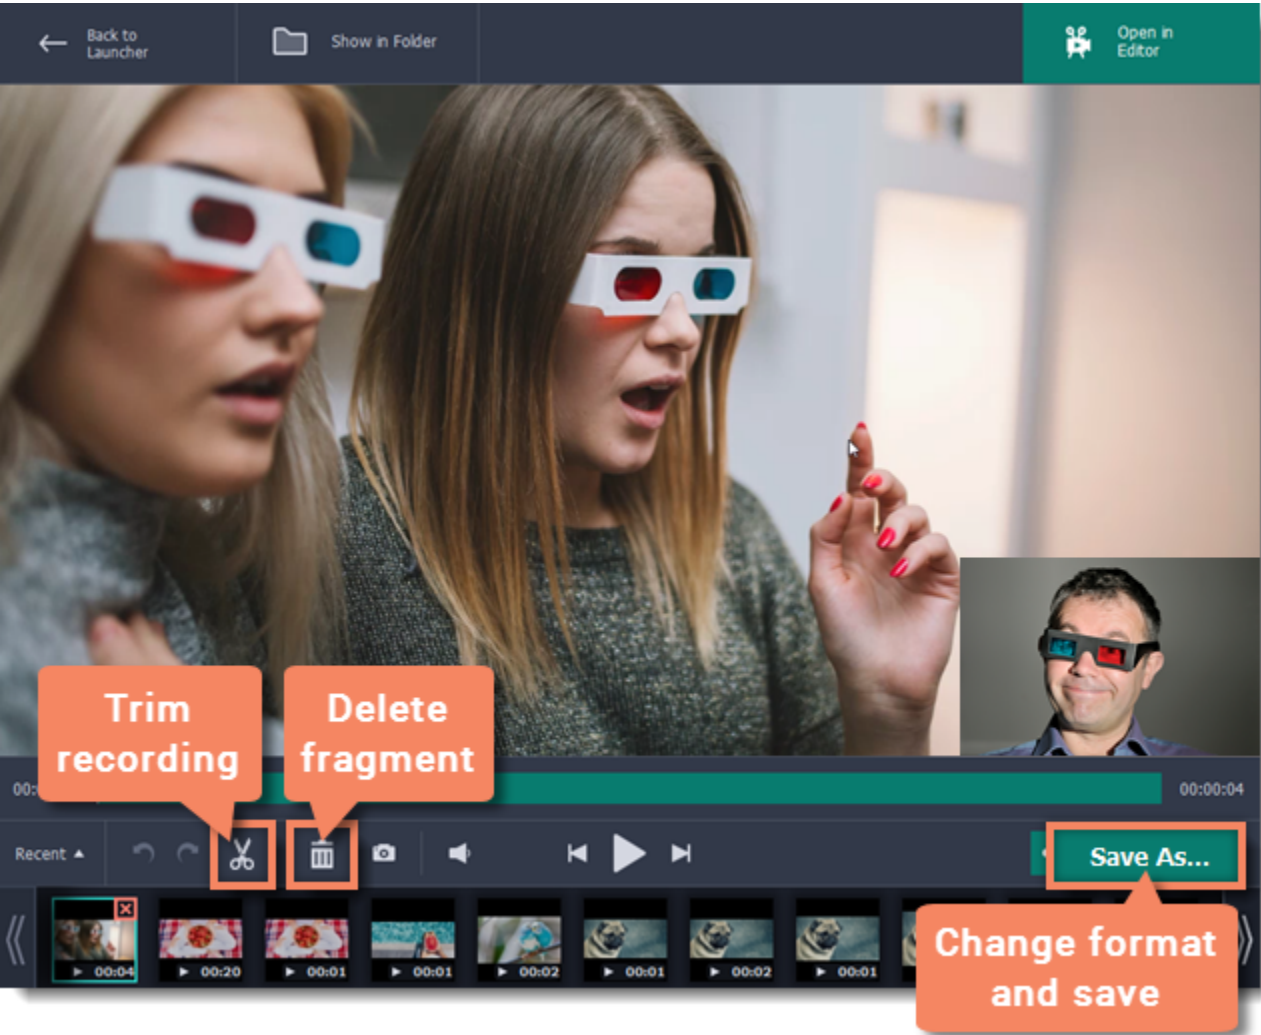 Back to
Launcher
Show in Folder
Open in
Editor
Trim
recording
Delete
fragment
00:
00:00:04
Recent
Save As...
00:04
00:20
00:01
00:01
00:02
00:01
00:02
00:01
Change format
and save